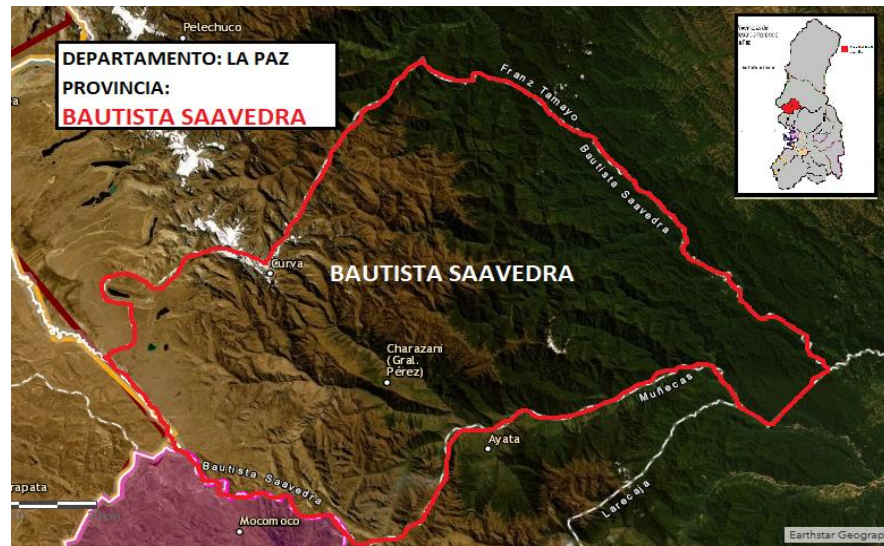 Pelechuco
DEPARTAMENTO: LA PAZ
PROVINCIA:
BAUTISTA SAAVEDRA
Franz Tamayo
Bautista Saavedra
Curva
BAUTISTA SAAVEDRA
Charazani
(Gral.
Pérez)
Muñecas
Ayata
Bautista Saavedra
Larecaja
rapata
Mocomoco
Earthstar Geograp